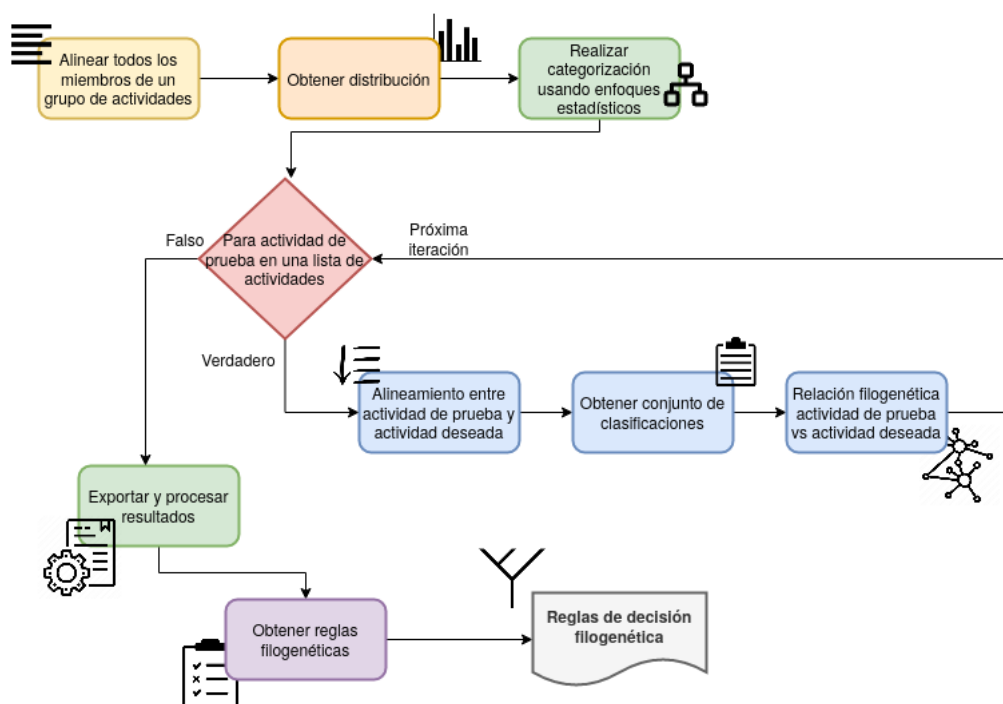 Alinear todos los
miembros de un
grupo de actividades
Obtener distribución
Realizar
categorización
usando enfoques
estadísticos
Falso
Para actividad de
prueba en una lista de
actividades
Próxima
iteración
Verdadero
Alineamiento entre
actividad de prueba y
actividad deseada
Obtener conjunto de
clasificaciones
Relación filogenética
actividad de prueba
vs actividad deseada
Exportar y procesar
resultados
Obtener reglas
filogenéticas
Reglas de decisión
filogenética